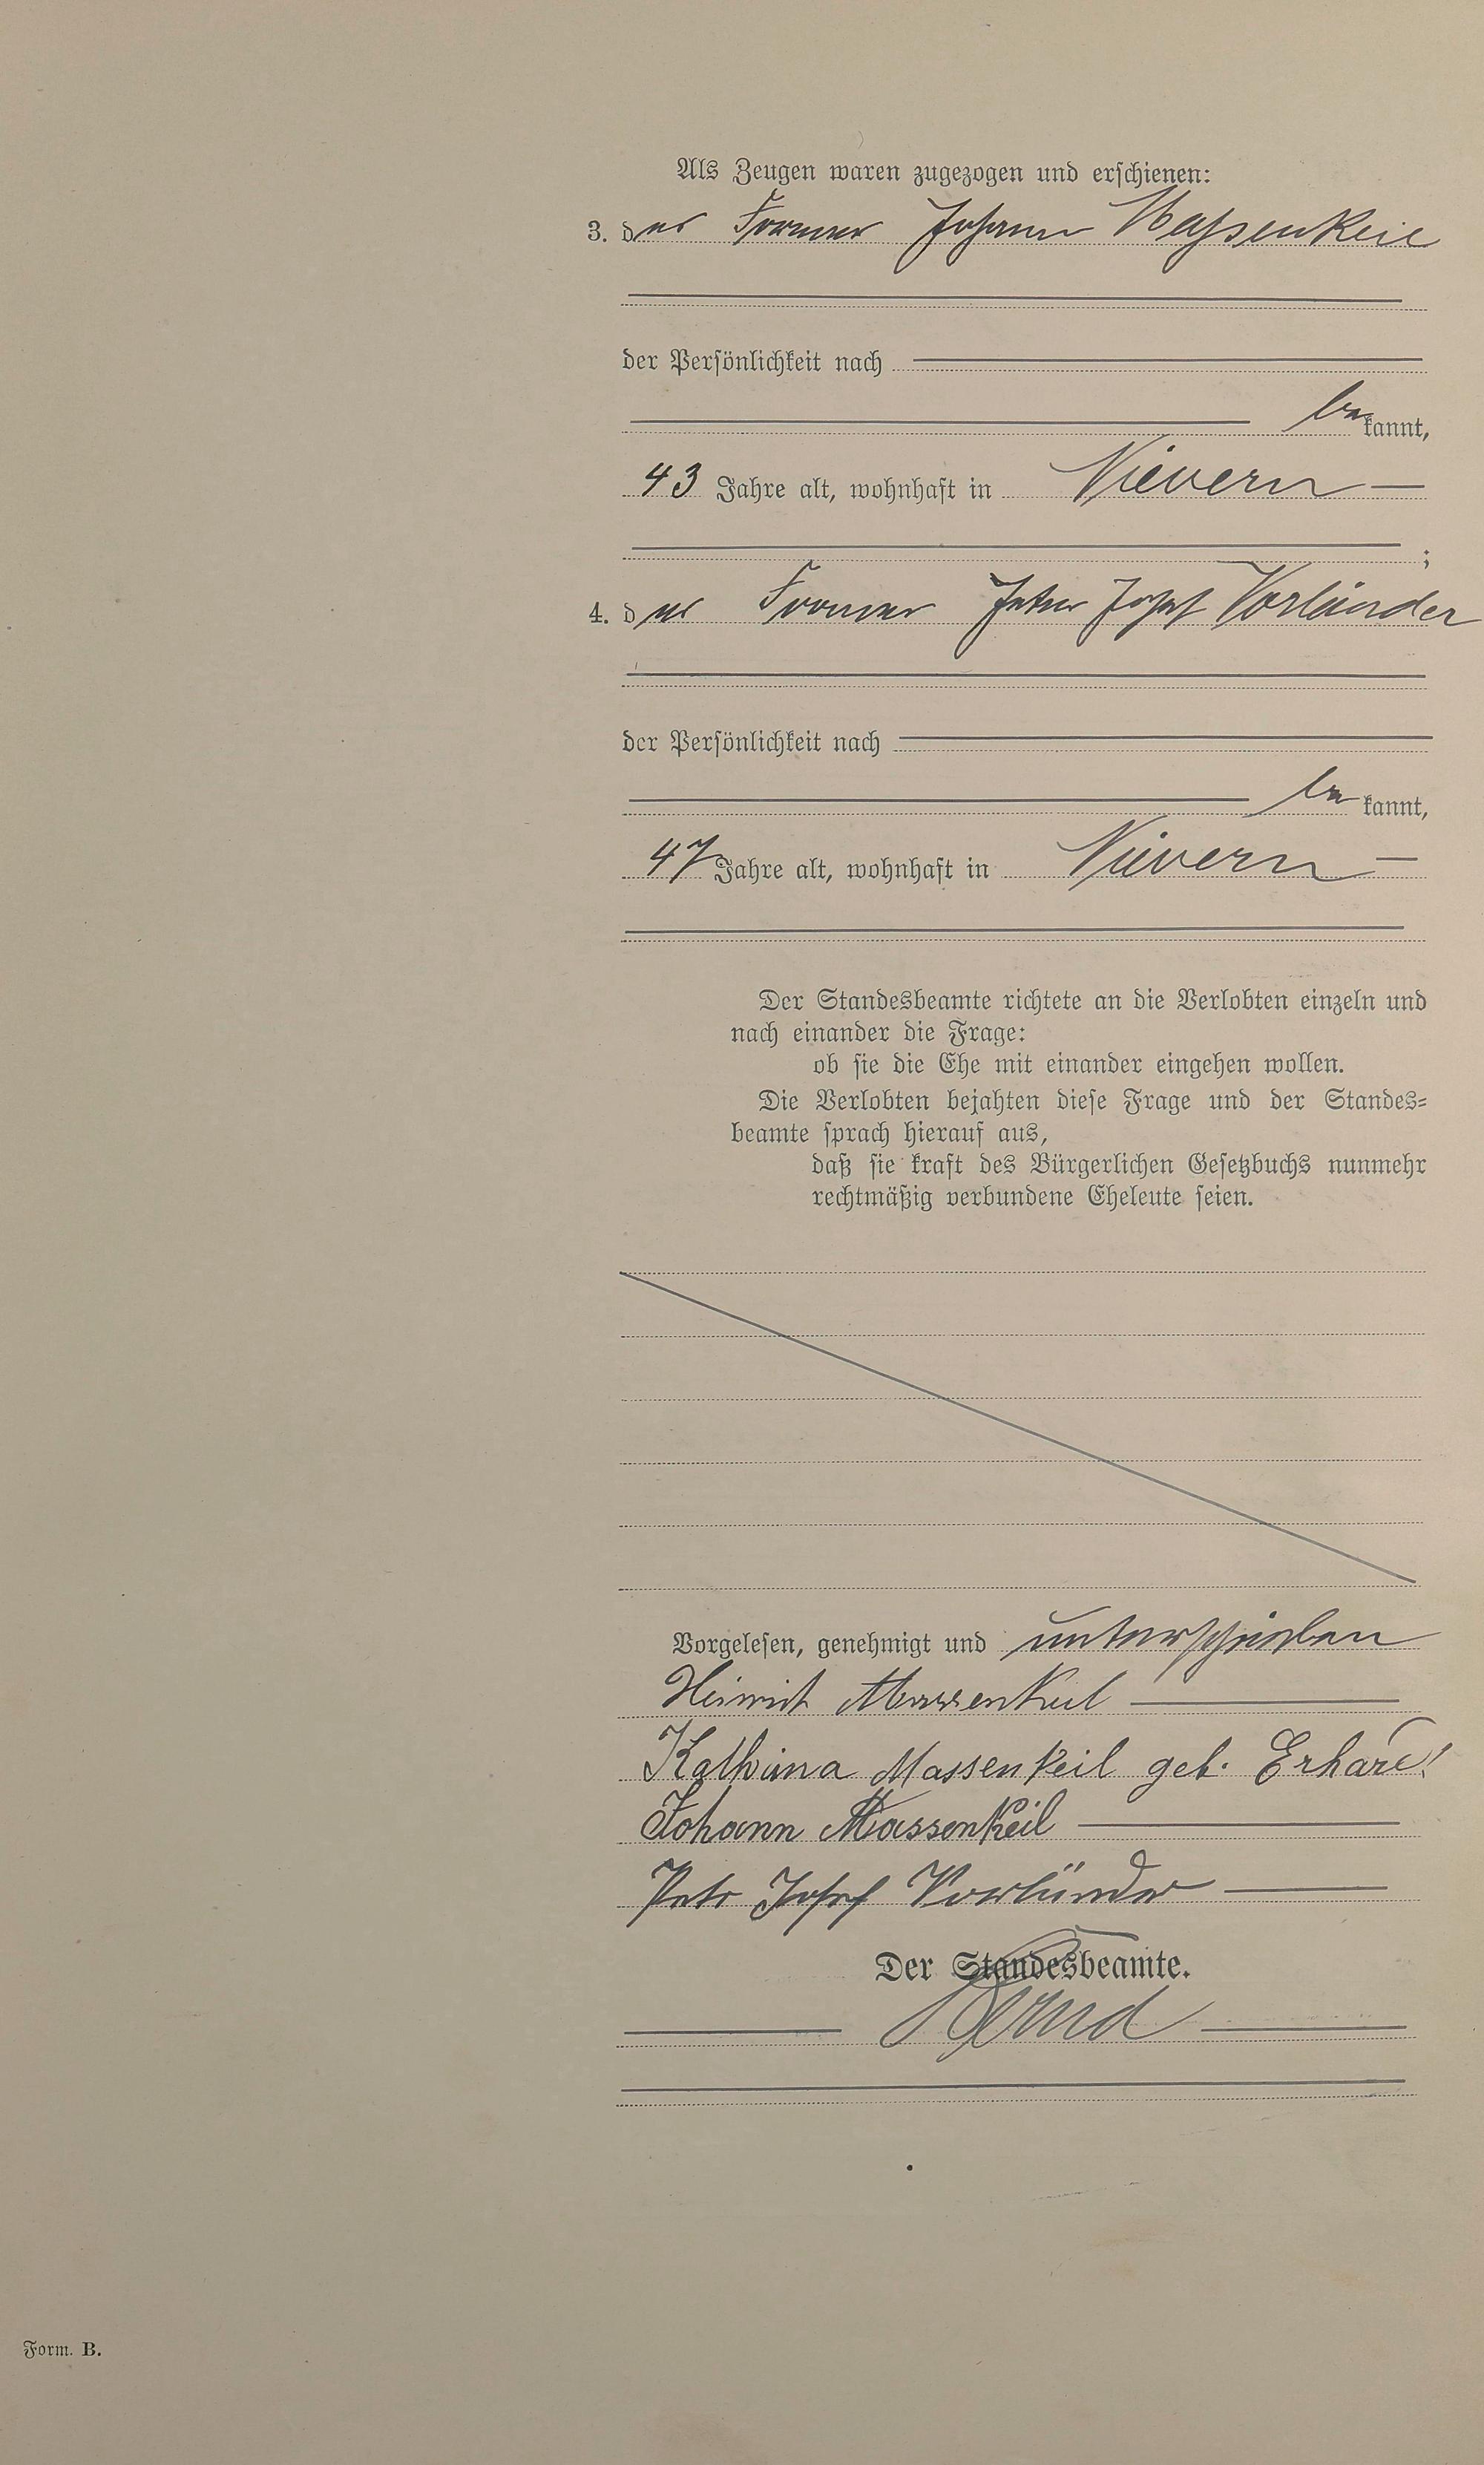 Als Zeugen waren zugezogen und erschienen:
3. der Former Johann Massenkeil
der Persönlichkeit nach
bekannt,
43 Jahre alt, wohnhaft in Nievern
;
4. der Former Peter Josef Vorländer
der Persönlichkeit nach
bekannt,
47 Jahre alt, wohnhaft in Nievern
Der Standesbeamte richtete an die Verlobten einzeln und
nach einander die Frage:
ob sie die Ehe mit einander eingehen wollen.
Die Verlobten bejahten diese Frage und der Standes-
beamte sprach hierauf aus,
daß sie kraft des Bürgerlichen Gesetzbuchs nunmehr
rechtmäßig verbundene Eheleute seien.
Vorgelesen, genehmigt und unterschrieben
Heinrich Massenkeil
Kathrina Massenkeil geb. Erhard
Johann Massenkeil
Peter Josef Vorländer
Der Standesbeamte.
Form. B.